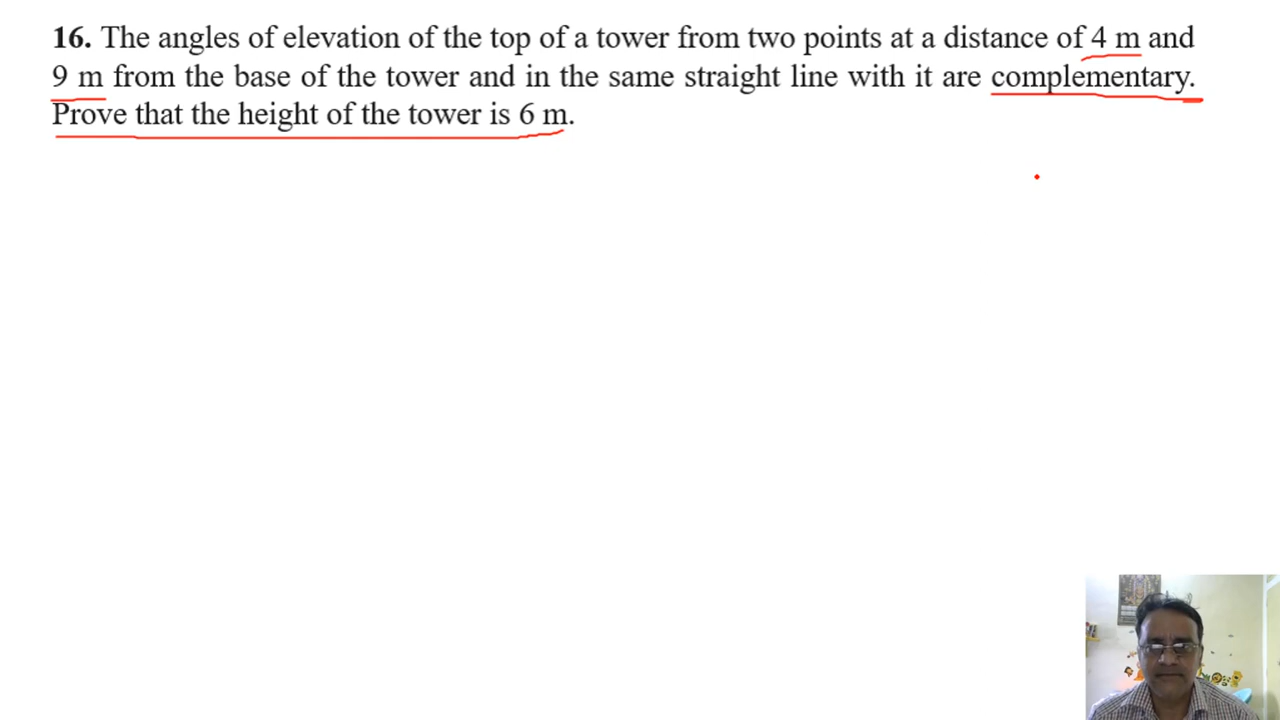 16. The angles of elevation of the top of a tower from two points at a distance of 4 m and
9 m from the base of the tower and in the same straight line with it are complementary.
Prove that the height of the tower is 6 m.